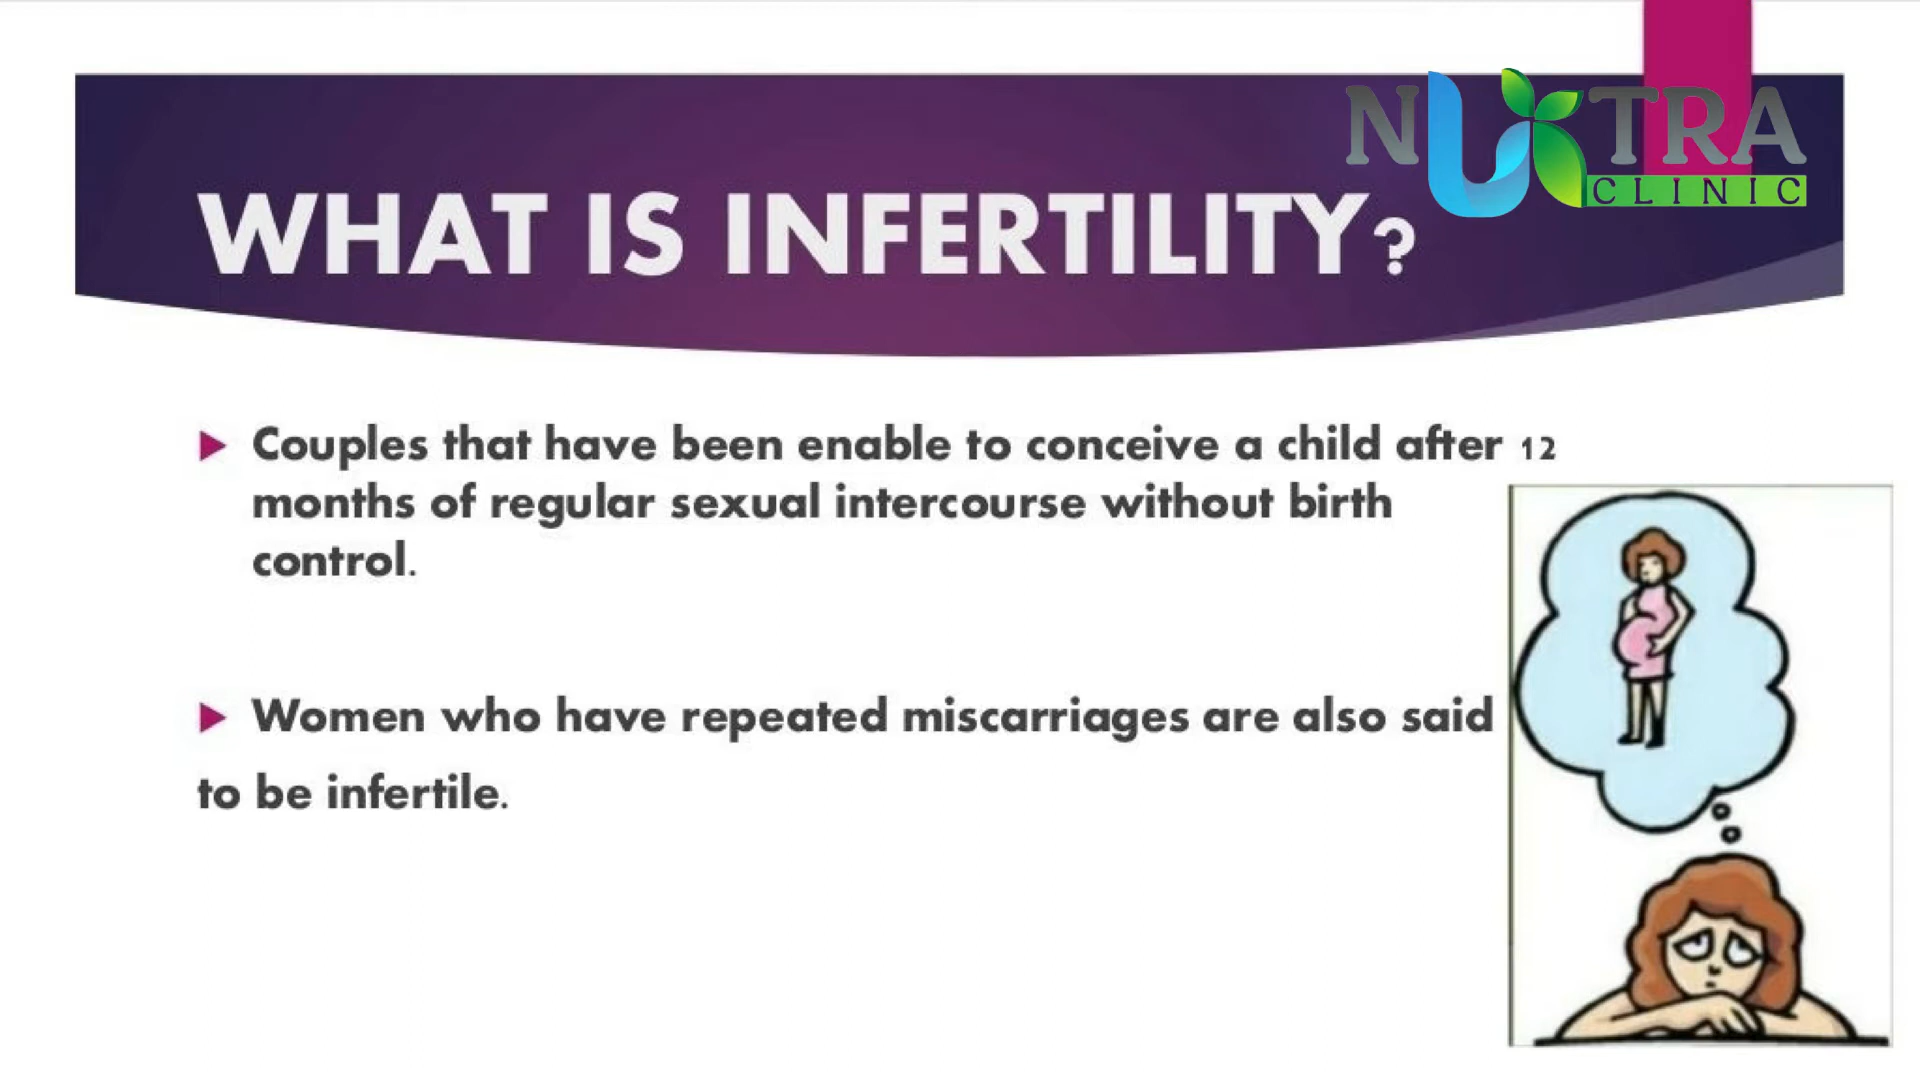 NUTRA
CLINIC
WHAT IS INFERTILITY?
Couples that have been enable to conceive a child after 12
months of regular sexual intercourse without birth
control.
Women who have repeated miscarriages are also said
to be infertile.